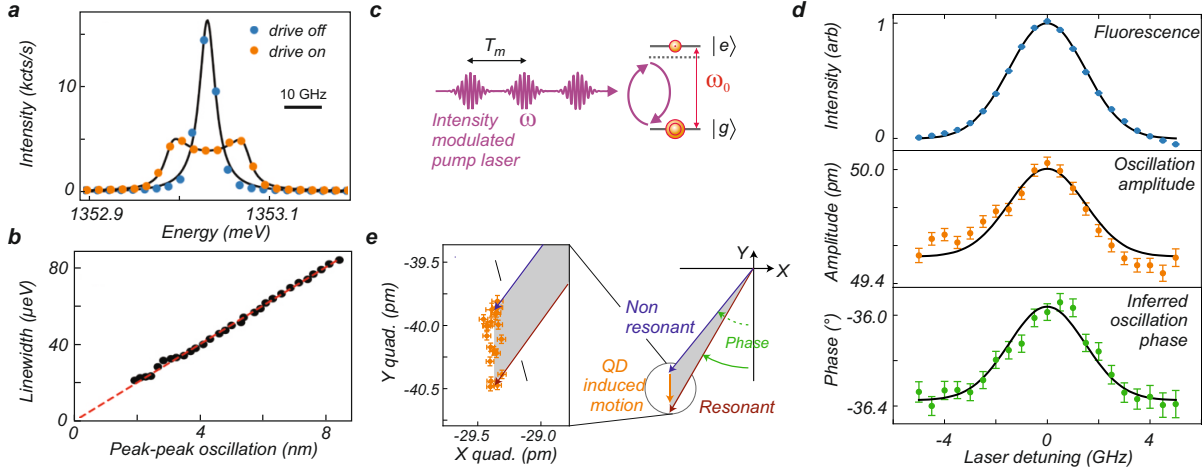 a
drive off
drive on
10 GHz
Intensity (kcts/s)
10
0
1352.9
1353.1
Energy (meV)
b
Linewidth (μeV)
80
40
0
0
4
8
Peak-peak oscillation (nm)
c
T_m
ω
Intensity
modulated
pump laser
|e⟩
ω₀
|g⟩
e
-39.5
-40.0
-40.5
Y quad. (pm)
-29.5
-29.0
X quad. (pm)
Y
X
Non
resonant
Phase
QD
induced
motion
Resonant
d
Fluorescence
Intensity (arb)
1
0
Oscillation
amplitude
Amplitude (pm)
50.0
49.4
Inferred
oscillation
phase
Phase (°)
-36.0
-36.4
-4
0
4
Laser detuning (GHz)